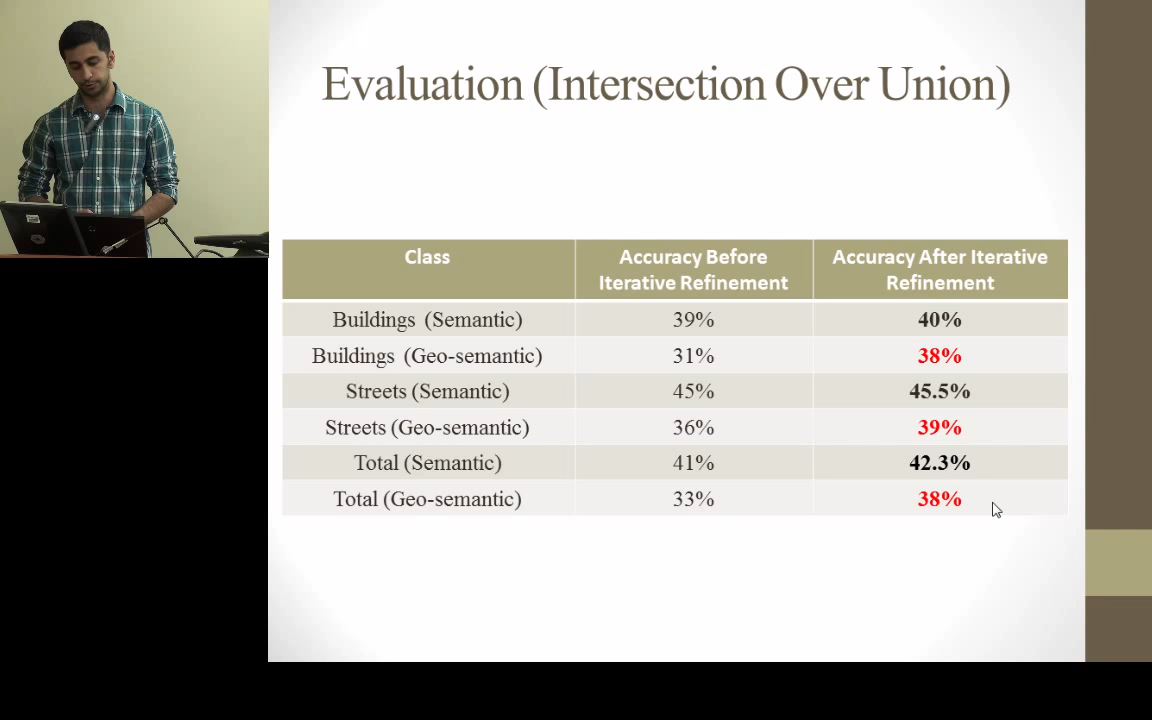 Evaluation (Intersection Over Union)
Class
Accuracy Before
Iterative Refinement
Accuracy After Iterative
Refinement
Buildings (Semantic) 39% 40%
Buildings (Geo-semantic) 31% 38%
Streets (Semantic) 45% 45.5%
Streets (Geo-semantic) 36% 39%
Total (Semantic) 41% 42.3%
Total (Geo-semantic) 33% 38%